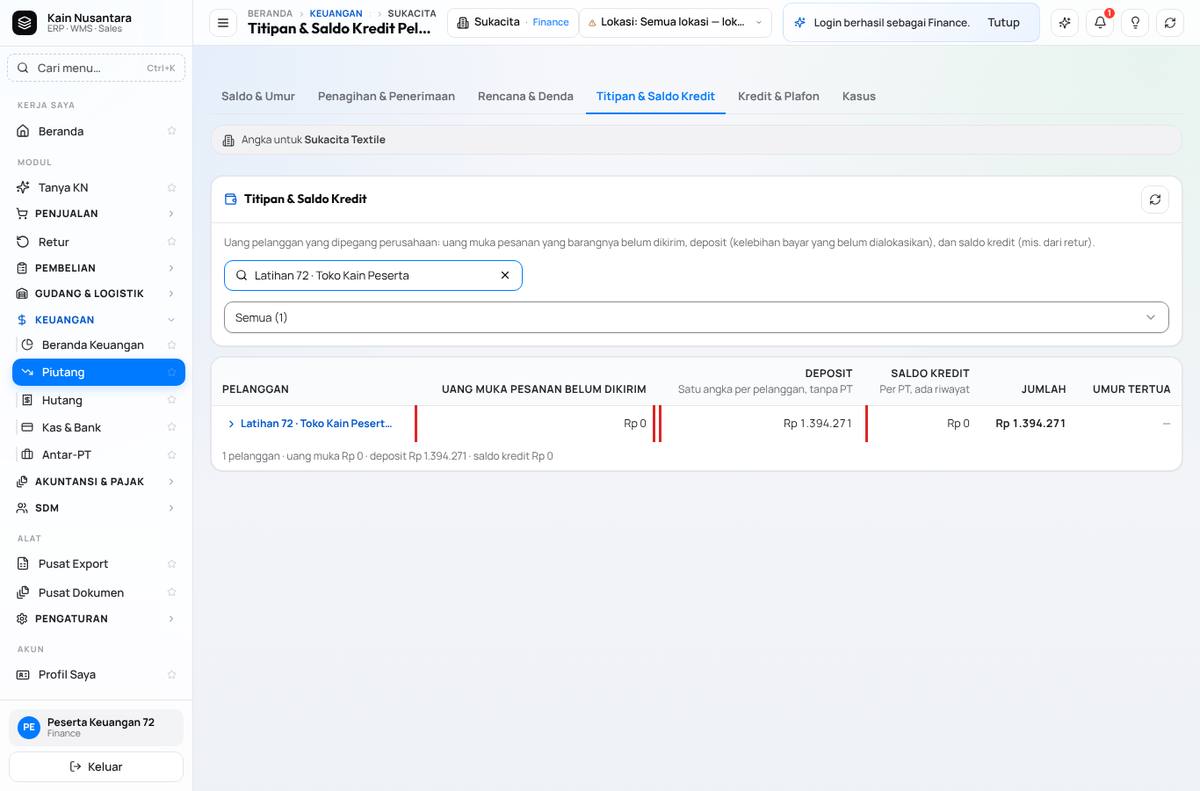 Kain Nusantara
ERP · WMS · Sales
Cari menu...
Ctrl+K
KERJA SAYA
Beranda
MODUL
Tanya KN
PENJUALAN
Retur
PEMBELIAN
GUDANG & LOGISTIK
KEUANGAN
Beranda Keuangan
Piutang
Hutang
Kas & Bank
Antar-PT
AKUNTANSI & PAJAK
SDM
ALAT
Pusat Export
Pusat Dokumen
PENGATURAN
AKUN
Profil Saya
PE
Peserta Keuangan 72
Finance
Keluar
BERANDA > KEUANGAN > SUKACITA
Titipan & Saldo Kredit Pel...
Sukacita · Finance
Lokasi: Semua lokasi — lok...
Login berhasil sebagai Finance.
Tutup
1
Saldo & Umur
Penagihan & Penerimaan
Rencana & Denda
Titipan & Saldo Kredit
Kredit & Plafon
Kasus
Angka untuk Sukacita Textile
Titipan & Saldo Kredit
Uang pelanggan yang dipegang perusahaan: uang muka pesanan yang barangnya belum dikirim, deposit (kelebihan bayar yang belum dialokasikan), dan saldo kredit (mis. dari retur).
Latihan 72 · Toko Kain Peserta
Semua (1)
PELANGGAN
UANG MUKA PESANAN BELUM DIKIRIM
DEPOSIT
Satu angka per pelanggan, tanpa PT
SALDO KREDIT
Per PT, ada riwayat
JUMLAH
UMUR TERTUA
Latihan 72 · Toko Kain Pesert...
Rp 0
Rp 1.394.271
Rp 0
Rp 1.394.271
—
1 pelanggan · uang muka Rp 0 · deposit Rp 1.394.271 · saldo kredit Rp 0